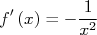 f′(x) = −1/x²